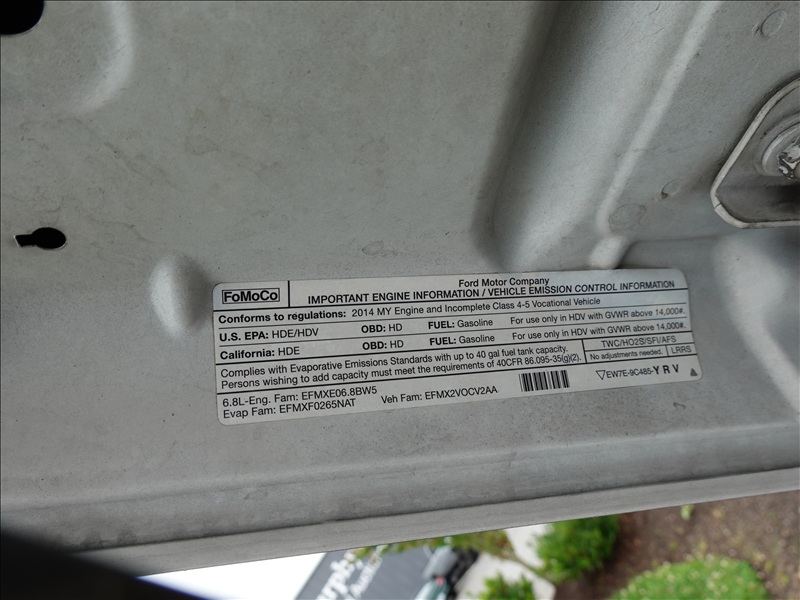 FoMoCo
Ford Motor Company
IMPORTANT ENGINE INFORMATION / VEHICLE EMISSION CONTROL INFORMATION
Conforms to regulations: 2014 MY Engine and Incomplete Class 4-5 Vocational Vehicle
U.S. EPA: HDE/HDV OBD: HD FUEL: Gasoline For use only in HDV with GVWR above 14,000#.
California: HDE OBD: HD FUEL: Gasoline For use only in HDV with GVWR above 14,000#.
Complies with Evaporative Emissions Standards with up to 40 gal fuel tank capacity.
Persons wishing to add capacity must meet the requirements of 40CFR 86.095-35(g)(2).
TWC/HO2S/SFI/AFS
No adjustments needed. LRRS
6.8L-Eng. Fam: EFMXE06.8BW5 Veh Fam: EFMX2VOCV2AA
Evap Fam: EFMXF0265NAT
EW7E-9C485-YRV